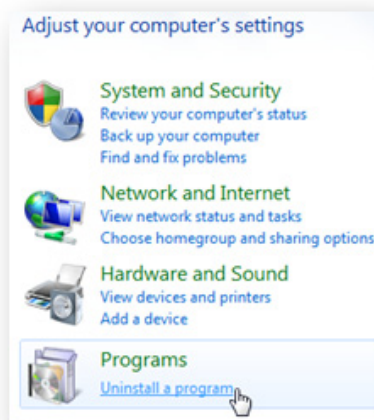 Adjust your computer's settings
System and Security
Review your computer's status
Back up your computer
Find and fix problems
Network and Internet
View network status and tasks
Choose homegroup and sharing options
Hardware and Sound
View devices and printers
Add a device
Programs
Uninstall a program